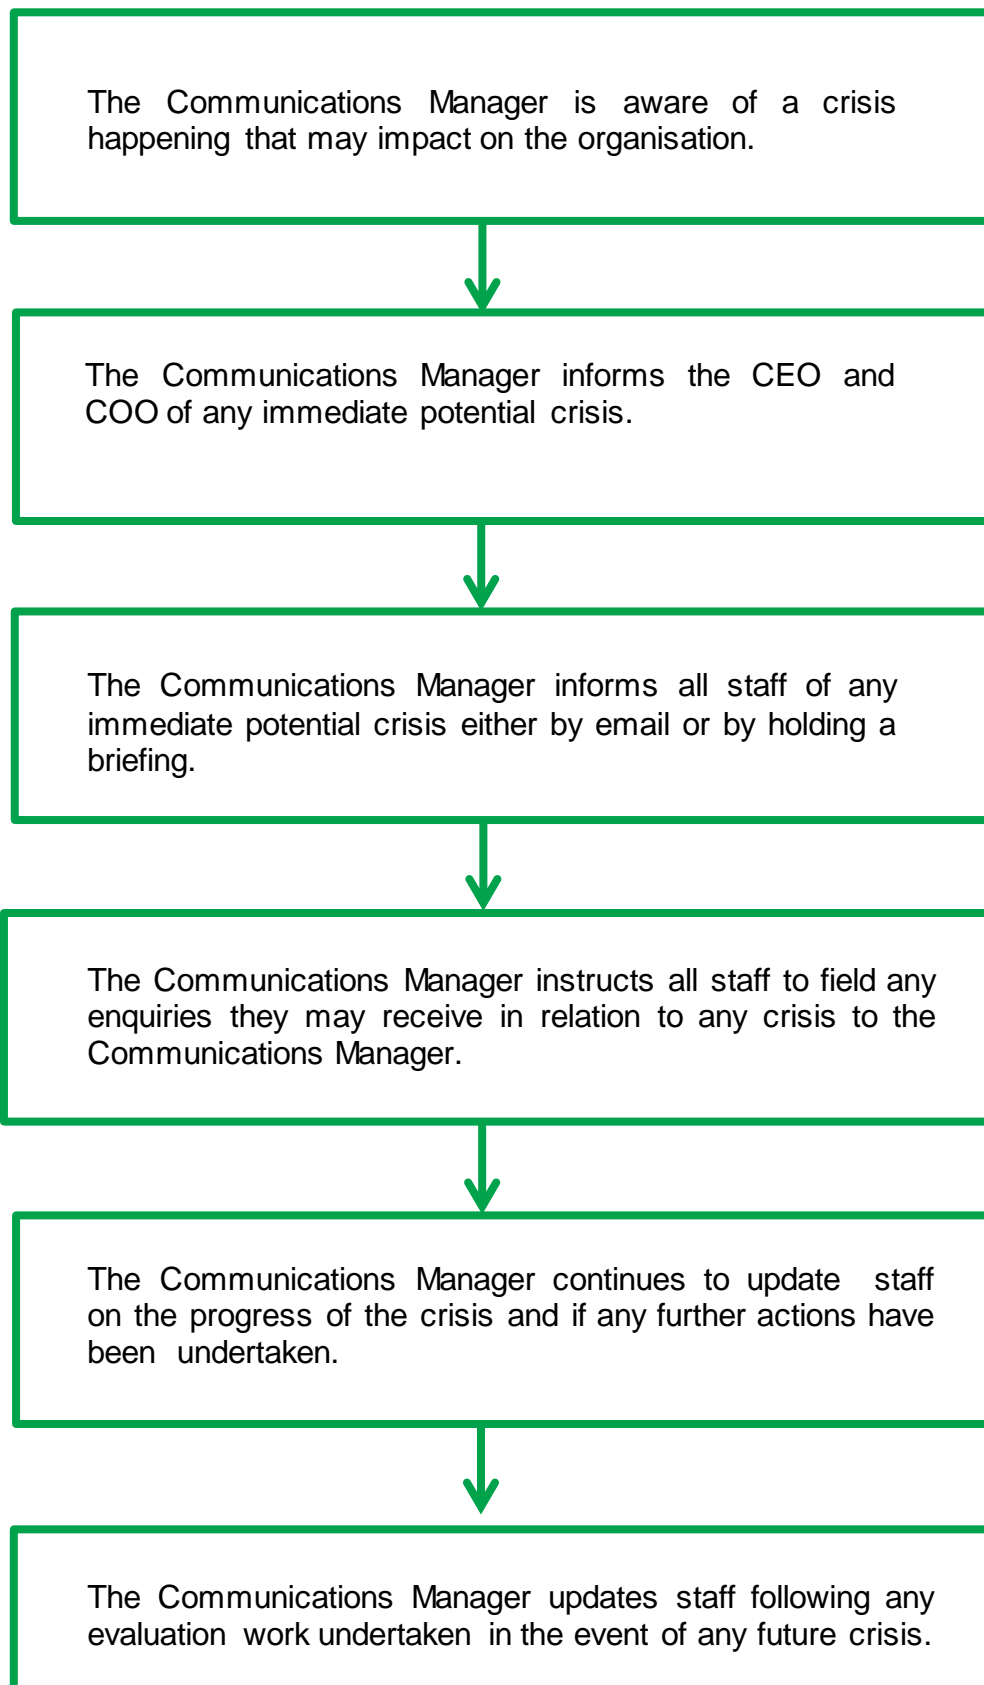 The Communications Manager is aware of a crisis
happening that may impact on the organisation.
The Communications Manager informs the CEO and
COO of any immediate potential crisis.
The Communications Manager informs all staff of any
immediate potential crisis either by email or by holding a
briefing.
The Communications Manager instructs all staff to field any
enquiries they may receive in relation to any crisis to the
Communications Manager.
The Communications Manager continues to update staff
on the progress of the crisis and if any further actions have
been undertaken.
The Communications Manager updates staff following any
evaluation work undertaken in the event of any future crisis.